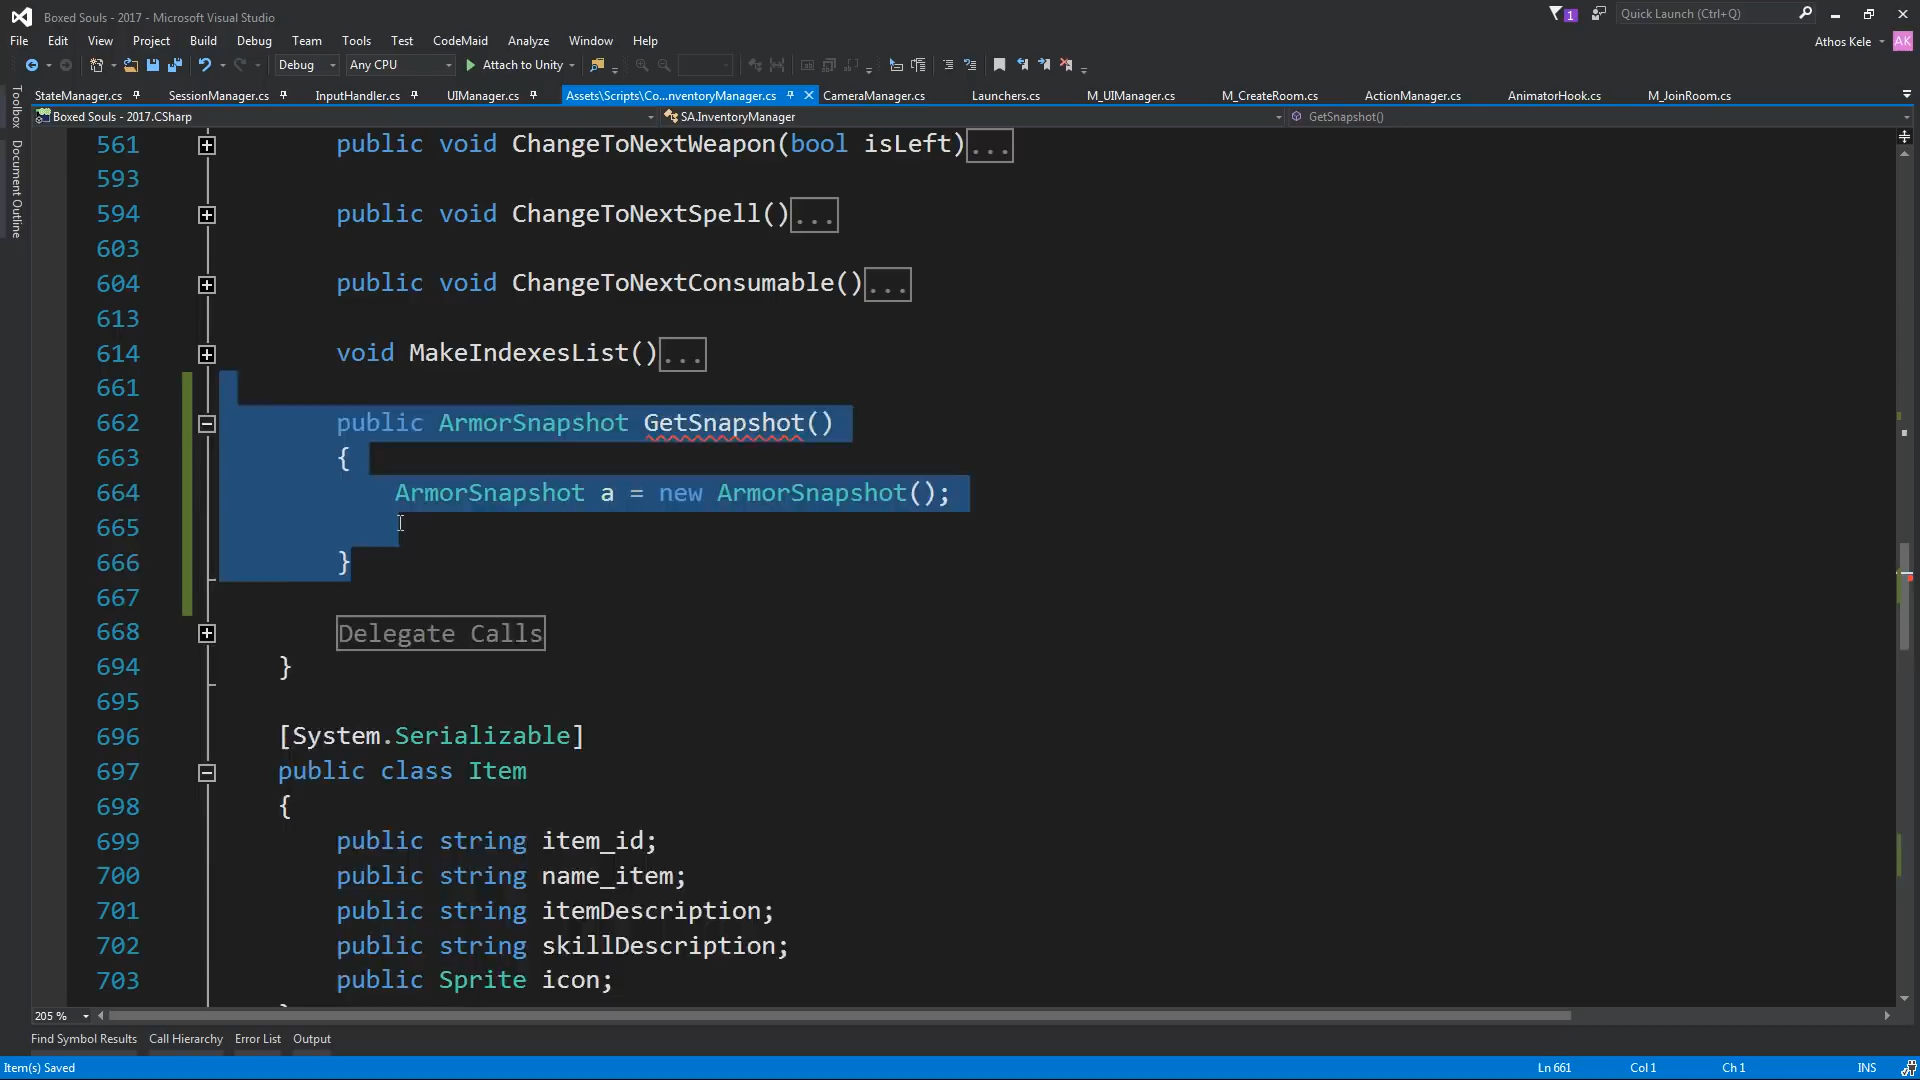 Boxed Souls - 2017 - Microsoft Visual Studio
1
Quick Launch (Ctrl+Q)
File Edit View Project Build Debug Team Tools Test CodeMaid Analyze Window Help
Athos Kele
AK
Debug
Any CPU
Attach to Unity
StateManager.cs
SessionManager.cs
InputHandler.cs
UIManager.cs
Assets\Scripts\Co...nventoryManager.cs
CameraManager.cs
Launchers.cs
M_UIManager.cs
M_CreateRoom.cs
ActionManager.cs
AnimatorHook.cs
M_JoinRoom.cs
Toolbox
Document Outline
Boxed Souls - 2017.CSharp
SA.InventoryManager
GetSnapshot()
561 public void ChangeToNextWeapon(bool isLeft)...
593
594 public void ChangeToNextSpell()...
603
604 public void ChangeToNextConsumable()...
613
614 void MakeIndexesList()...
661
662 public ArmorSnapshot GetSnapshot()
663 {
664 ArmorSnapshot a = new ArmorSnapshot();
665
666 }
667
668 Delegate Calls
694 }
695
696 [System.Serializable]
697 public class Item
698 {
699 public string item_id;
700 public string name_item;
701 public string itemDescription;
702 public string skillDescription;
703 public Sprite icon;
205 %
Find Symbol Results Call Hierarchy Error List Output
Item(s) Saved
Ln 661
Col 1
Ch 1
INS